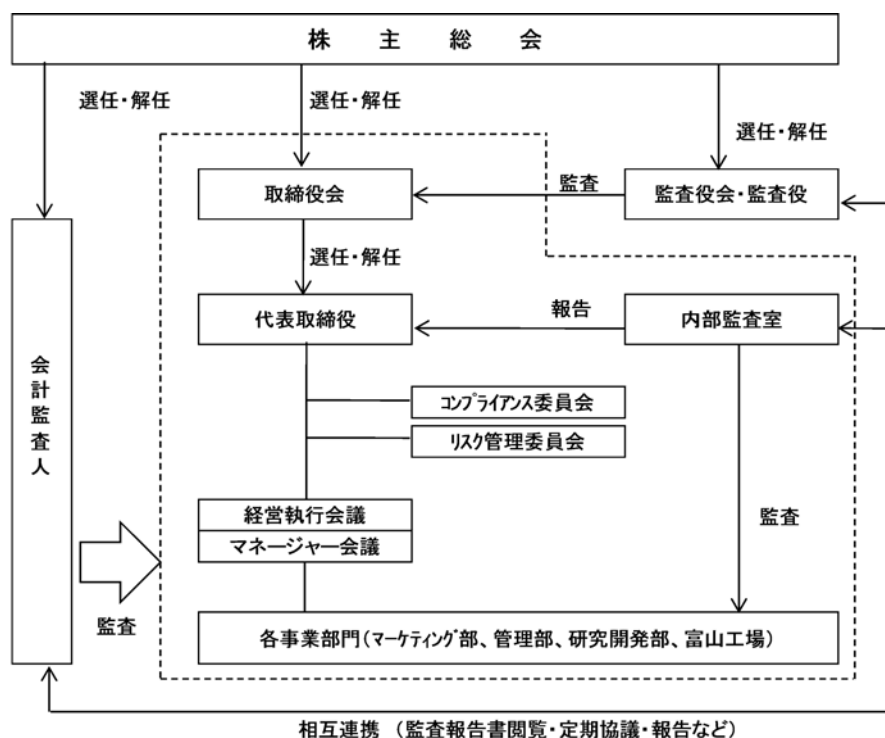 株主総会
選任・解任
選任・解任
選任・解任
取締役会
監査
監査役会・監査役
選任・解任
代表取締役
報告
内部監査室
会計監査人
コンプライアンス委員会
リスク管理委員会
経営執行会議
マネージャー会議
監査
監査
各事業部門(マーケティング部、管理部、研究開発部、富山工場)
相互連携 (監査報告書閲覧・定期協議・報告など)